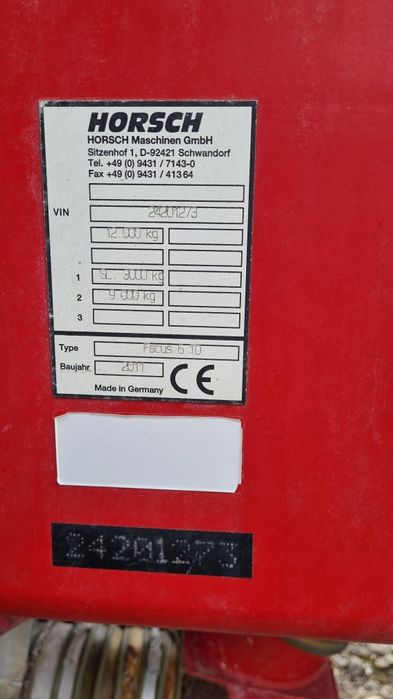 HORSCH
HORSCH Maschinen GmbH
Sitzenhof 1, D-92421 Schwandorf
Tel. +49 (0) 9431 / 7143-0
Fax +49 (0) 9431 / 41364
VIN 24201273
12.000 kg
1 SL. 3000 kg
2 9.000 kg
3
Type Focus 6 TD
Baujahr 2011
Made in Germany CE
24201273